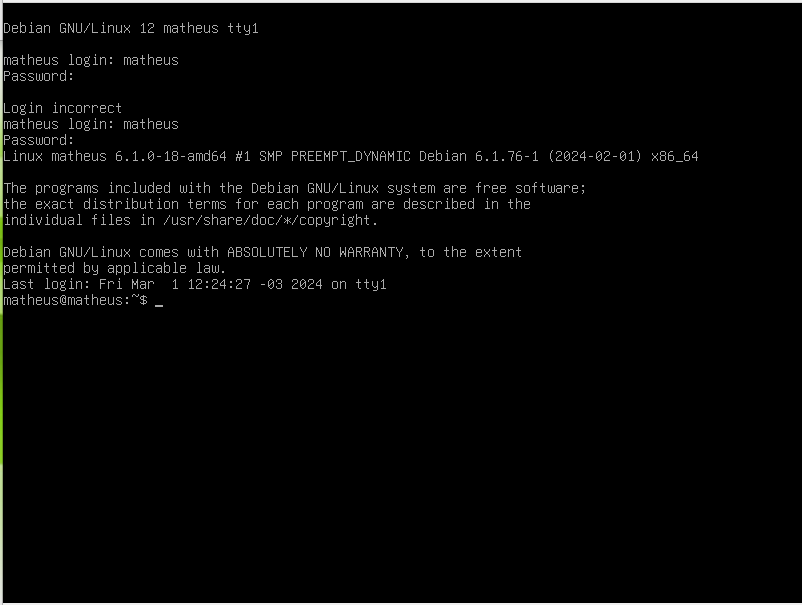 Debian GNU/Linux 12 matheus tty1
matheus login: matheus
Password:
Login incorrect
matheus login: matheus
Password:
Linux matheus 6.1.0-18-amd64 #1 SMP PREEMPT_DYNAMIC Debian 6.1.76-1 (2024-02-01) x86_64
The programs included with the Debian GNU/Linux system are free software;
the exact distribution terms for each program are described in the
individual files in /usr/share/doc/*/copyright.
Debian GNU/Linux comes with ABSOLUTELY NO WARRANTY, to the extent
permitted by applicable law.
Last login: Fri Mar  1 12:24:27 -03 2024 on tty1
matheus@matheus:~$ _